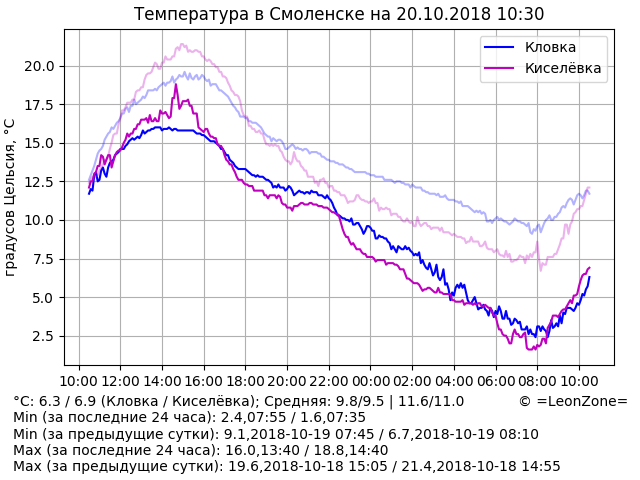 Температура в Смоленске на 20.10.2018 10:30
Кловка
Киселёвка
градусов Цельсия, °C
20.0
17.5
15.0
12.5
10.0
7.5
5.0
2.5
10:00 12:00 14:00 16:00 18:00 20:00 22:00 00:00 02:00 04:00 06:00 08:00 10:00
°C: 6.3 / 6.9 (Кловка / Киселёвка); Средняя: 9.8/9.5 | 11.6/11.0 © =LeonZone=
Min (за последние 24 часа): 2.4,07:55 / 1.6,07:35
Min (за предыдущие сутки): 9.1,2018-10-19 07:45 / 6.7,2018-10-19 08:10
Max (за последние 24 часа): 16.0,13:40 / 18.8,14:40
Max (за предыдущие сутки): 19.6,2018-10-18 15:05 / 21.4,2018-10-18 14:55